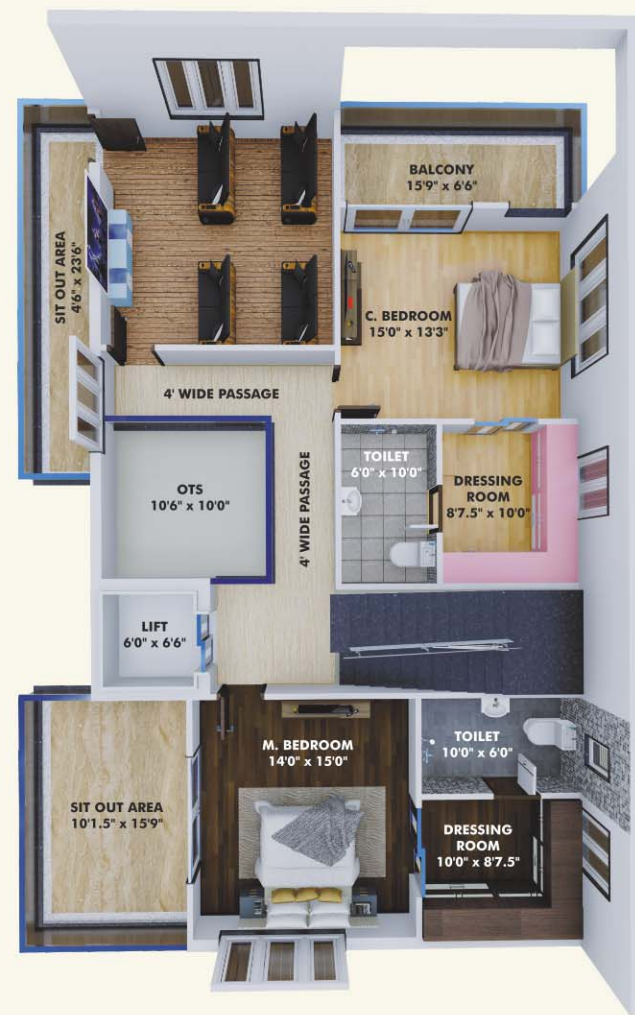 BALCONY
15'9" x 6'6"
SIT OUT AREA
4'6" x 23'6"
C. BEDROOM
15'0" x 13'3"
4' WIDE PASSAGE
TOILET
6'0" x 10'0"
DRESSING
ROOM
8'7.5" x 10'0"
OTS
10'6" x 10'0"
4' WIDE PASSAGE
LIFT
6'0" x 6'6"
M. BEDROOM
14'0" x 15'0"
TOILET
10'0" x 6'0"
SIT OUT AREA
10'1.5" x 15'9"
DRESSING
ROOM
10'0" x 8'7.5"